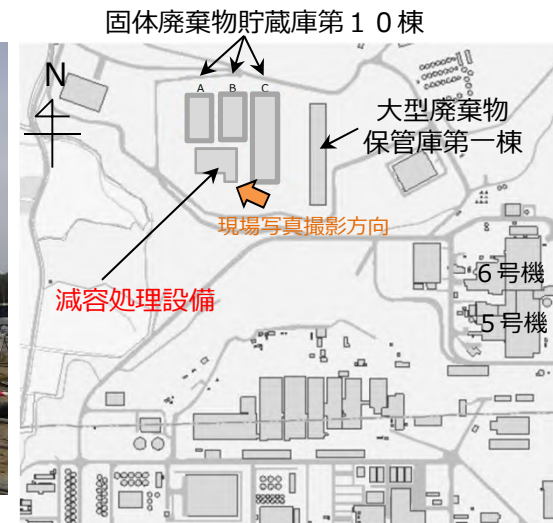 固体廃棄物貯蔵庫第１０棟
N
A B C
大型廃棄物
保管庫第一棟
現場写真撮影方向
減容処理設備
６号機
５号機